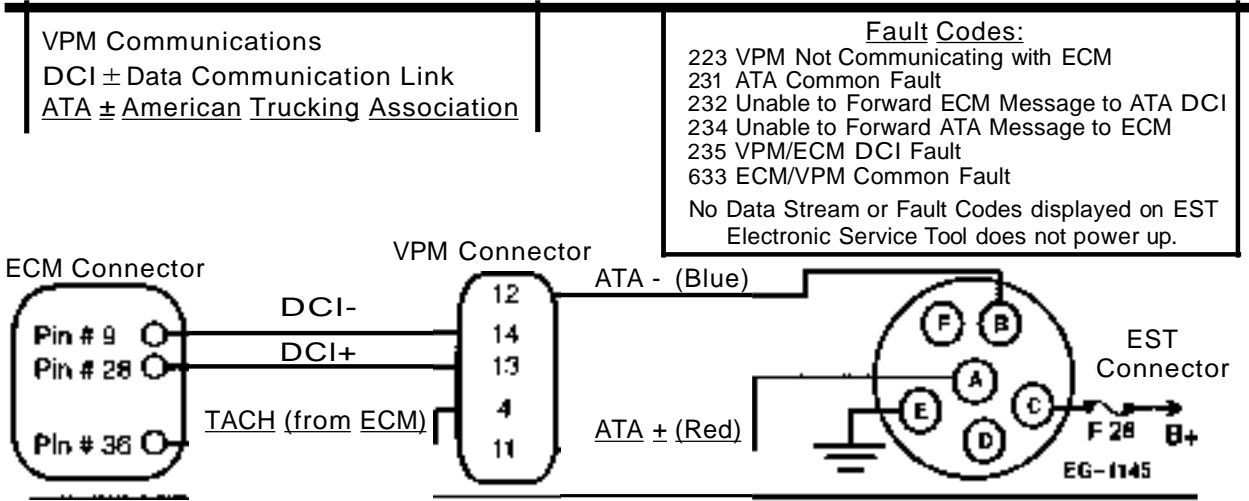 VPM Communications
DCI ± Data Communication Link
ATA ± American Trucking Association
Fault Codes:
223 VPM Not Communicating with ECM
231 ATA Common Fault
232 Unable to Forward ECM Message to ATA DCI
234 Unable to Forward ATA Message to ECM
235 VPM/ECM DCI Fault
633 ECM/VPM Common Fault
No Data Stream or Fault Codes displayed on EST
Electronic Service Tool does not power up.
ECM Connector
Pin # 9
Pin # 28
Pin # 36
DCI-
DCI+
TACH (from ECM)
VPM Connector
12
14
13
4
11
ATA - (Blue)
ATA ± (Red)
F
B
A
E
C
D
EST
Connector
F 28
B+
EG-1145